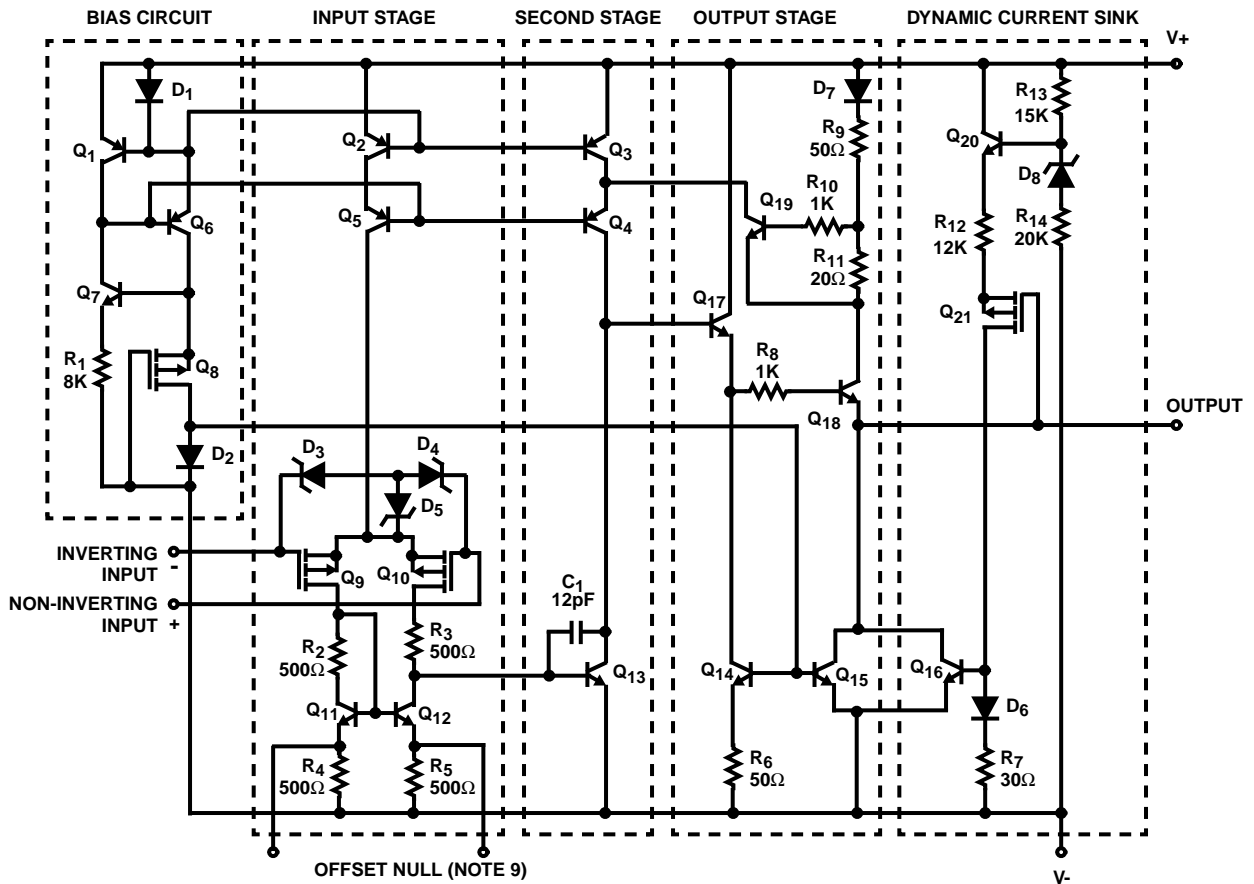 BIAS CIRCUIT
INPUT STAGE
SECOND STAGE
OUTPUT STAGE
DYNAMIC CURRENT SINK
V+
D1
D7
R13
15K
Q1
Q2
Q3
R9
50Ω
Q20
D8
Q6
Q5
Q4
Q19
R10
1K
R12
12K
R14
20K
R11
20Ω
Q7
Q17
Q21
R1
8K
Q8
R8
1K
OUTPUT
Q18
D2
D3
D4
D5
INVERTING
INPUT
-
Q9
Q10
NON-INVERTING
INPUT
+
C1
12pF
R2
500Ω
R3
500Ω
Q13
Q14
Q15
Q16
Q11
Q12
D6
R4
500Ω
R5
500Ω
R6
50Ω
R7
30Ω
OFFSET NULL (NOTE 9)
V-